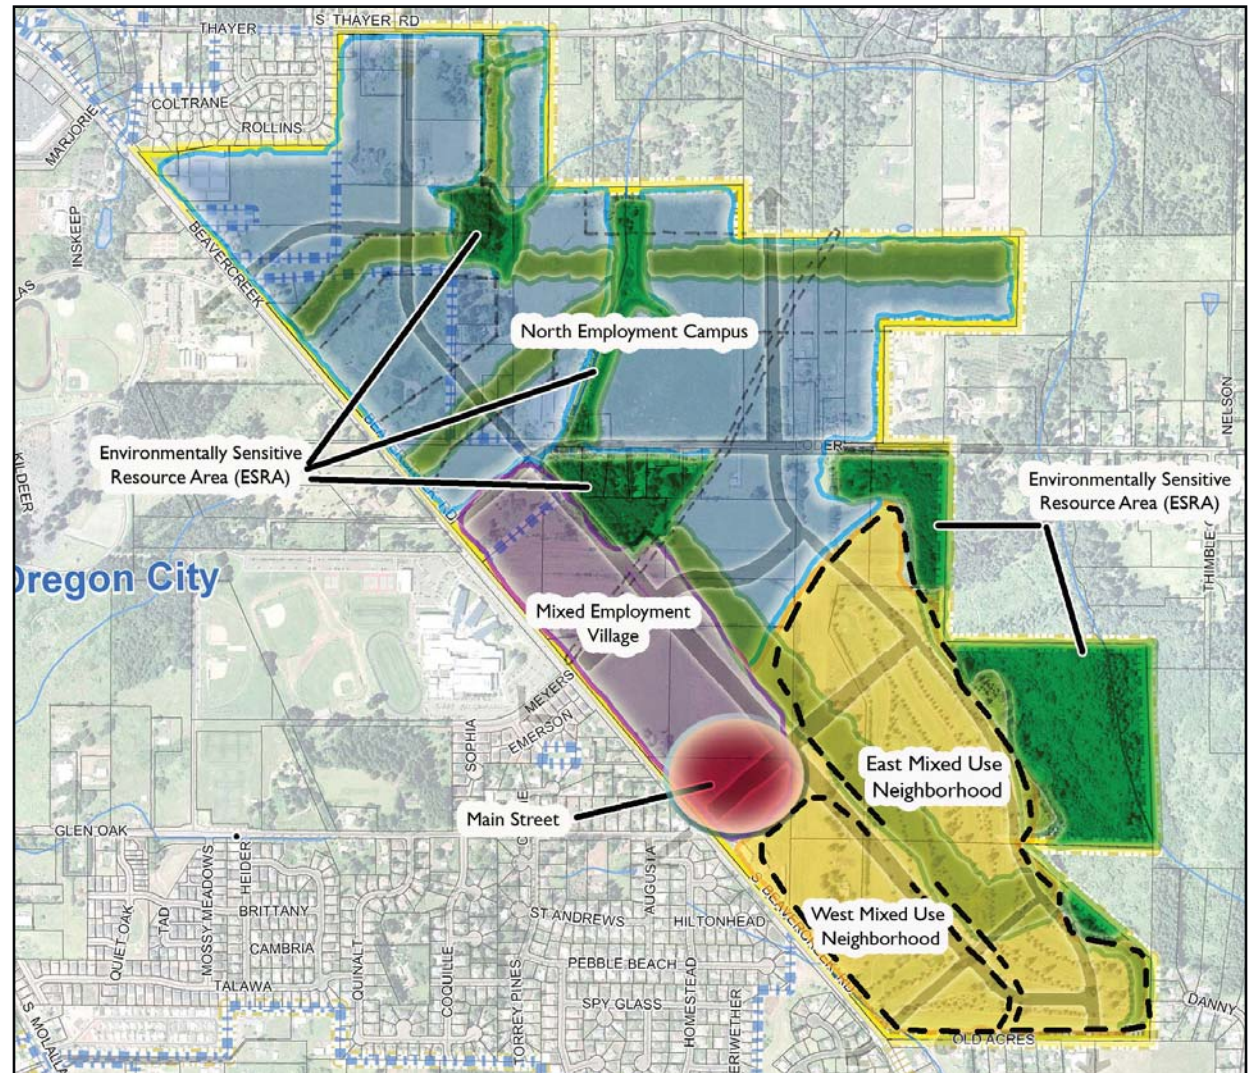 S THAYER RD
THAYER
COLTRANE
ROLLINS
MARJORIE
INSKEEP
BEAVERCREEK
North Employment Campus
NELSON
LODER
Environmentally Sensitive
Resource Area (ESRA)
KILDEER
Environmentally Sensitive
Resource Area (ESRA)
Oregon City
Mixed Employment
Village
MEYERS
EMERSON
SOPHIA
East Mixed Use
Neighborhood
Main Street
GLEN OAK
HEIDER
MOSSY MEADOWS
TAD
QUIET OAK
BRITTANY
CAMBRIA
TALAWA
QUINALT
COQUILLE
TORREY PINES
ST ANDREWS
AUGUSTA
HILTONHEAD
PEBBLE BEACH
SPY GLASS
HOMESTEAD
S BEAVERCREEK RD
West Mixed Use
Neighborhood
DANNY
OLD ACRES